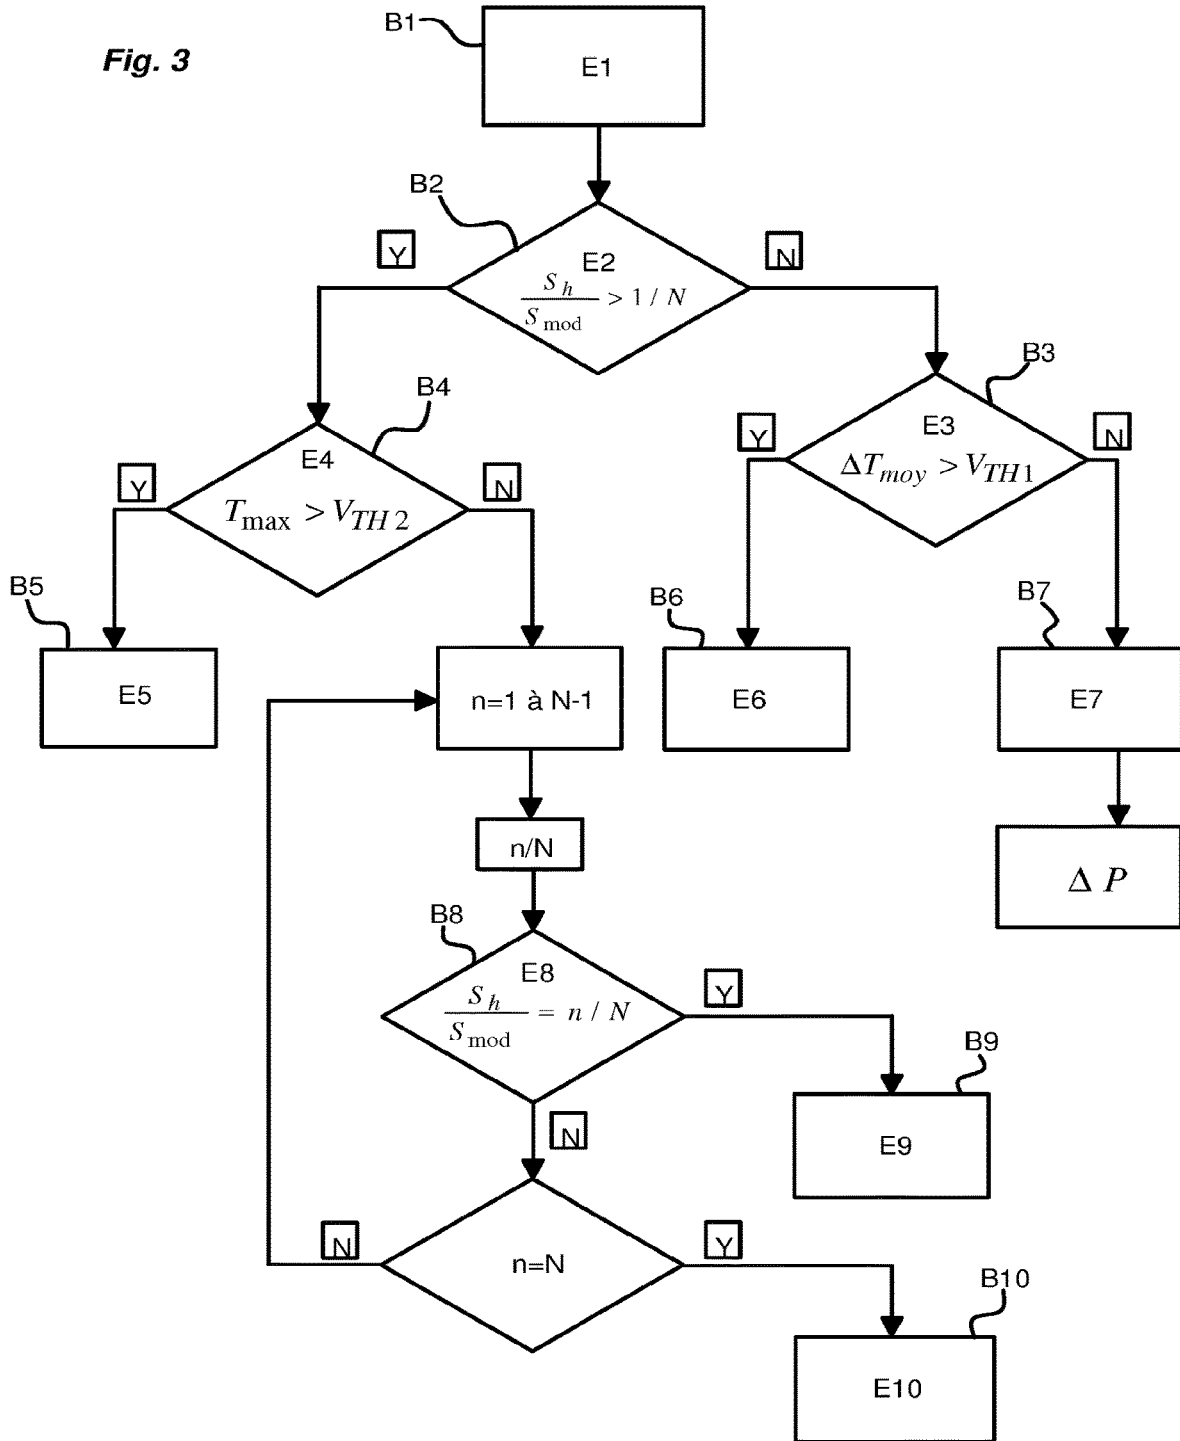 Fig. 3
B1
E1
B2
Y
N
E2
S_h / S_mod > 1 / N
B3
B4
Y
N
E3
ΔT_moy > V_TH1
E4
Y
N
T_max > V_TH2
B5
B6
B7
E5
n=1 à N-1
E6
E7
n/N
Δ P
B8
E8
Y
S_h / S_mod = n / N
B9
N
E9
N
Y
n=N
B10
E10